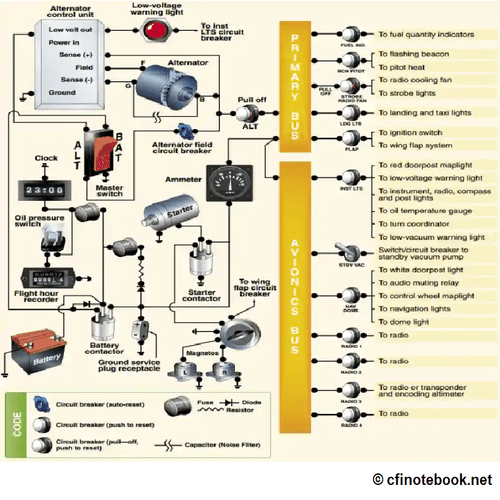 Alternator
control unit
Low-voltage
warning light
To inst
LTS circuit
breaker
Low volt out
Power in
Sense (+)
Field
Sense (-)
Ground
Alternator
F
G
B
Pull off
ALT
Alternator field
circuit breaker
ALT
BAT
Master
switch
Clock
23:00
Oil pressure
switch
Ammeter
Starter
QUARTZ
Flight hour
recorder
Starter
contactor
To wing
flap circuit
breaker
Battery
Battery
contactor
Ground service
plug receptacle
Magnetos
L
R
PRIMARY BUS
FUEL IND.
To fuel quantity indicators
To flashing beacon
BCN PITOT
To pitot heat
PULL
OFF
To radio cooling fan
STROBE
RADIO FAN
To strobe lights
To landing and taxi lights
LDG LTS
To ignition switch
FLAP
To wing flap system
AVIONICS BUS
To red doorpost maplight
To low-voltage warning light
INST LTS
To instrument, radio, compass
and post lights
To oil temperature gauge
To turn coordinator
To low-vacuum warning light
Switch/circuit breaker to
standby vacuum pump
STBY VAC
To white doorpost light
To audio muting relay
To control wheel maplight
NAV
DOME
To navigation lights
To dome light
To radio
RADIO 1
To radio
RADIO 2
To radio or transponder
and encoding altimeter
RADIO 3
To radio
RADIO 4
CODE
Circuit breaker (auto-reset)
Circuit breaker (push to reset)
Circuit breaker (pull—off,
push to reset)
Fuse
Diode
Resistor
Capacitor (Noise Filter)
© cfinotebook.net